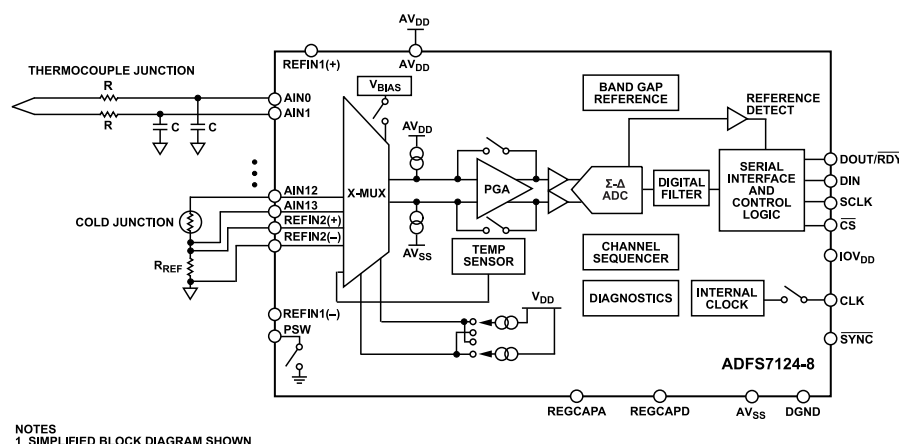 AVDD
REFIN1(+)
AVDD
THERMOCOUPLE JUNCTION
R
R
C
C
AIN0
AIN1
VBIAS
BAND GAP
REFERENCE
REFERENCE
DETECT
AVDD
X-MUX
PGA
Σ-Δ
ADC
DIGITAL
FILTER
SERIAL
INTERFACE
AND
CONTROL
LOGIC
DOUT/RDY
DIN
SCLK
CS
AIN12
AIN13
REFIN2(+)
REFIN2(–)
COLD JUNCTION
RREF
AVSS
TEMP
SENSOR
CHANNEL
SEQUENCER
IOVDD
DIAGNOSTICS
INTERNAL
CLOCK
CLK
VDD
REFIN1(–)
PSW
SYNC
ADFS7124-8
REGCAPA
REGCAPD
AVSS
DGND
NOTES
1. SIMPLIFIED BLOCK DIAGRAM SHOWN